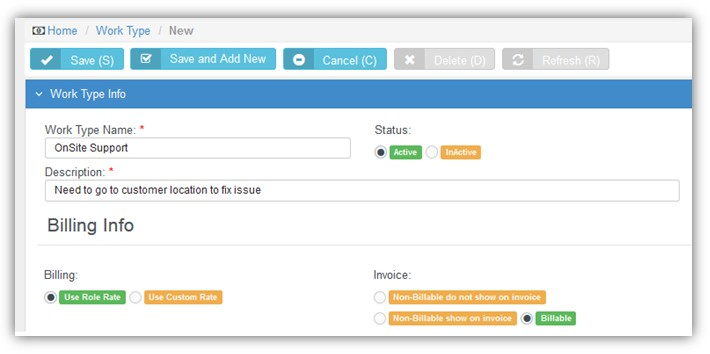 Home / Work Type / New
Save (S) Save and Add New Cancel (C) Delete (D) Refresh (R)
Work Type Info
Work Type Name: * Status:
OnSite Support Active InActive
Description: *
Need to go to customer location to fix issue
Billing Info
Billing: Invoice:
Use Role Rate Use Custom Rate Non-Billable do not show on invoice
Non-Billable show on invoice Billable